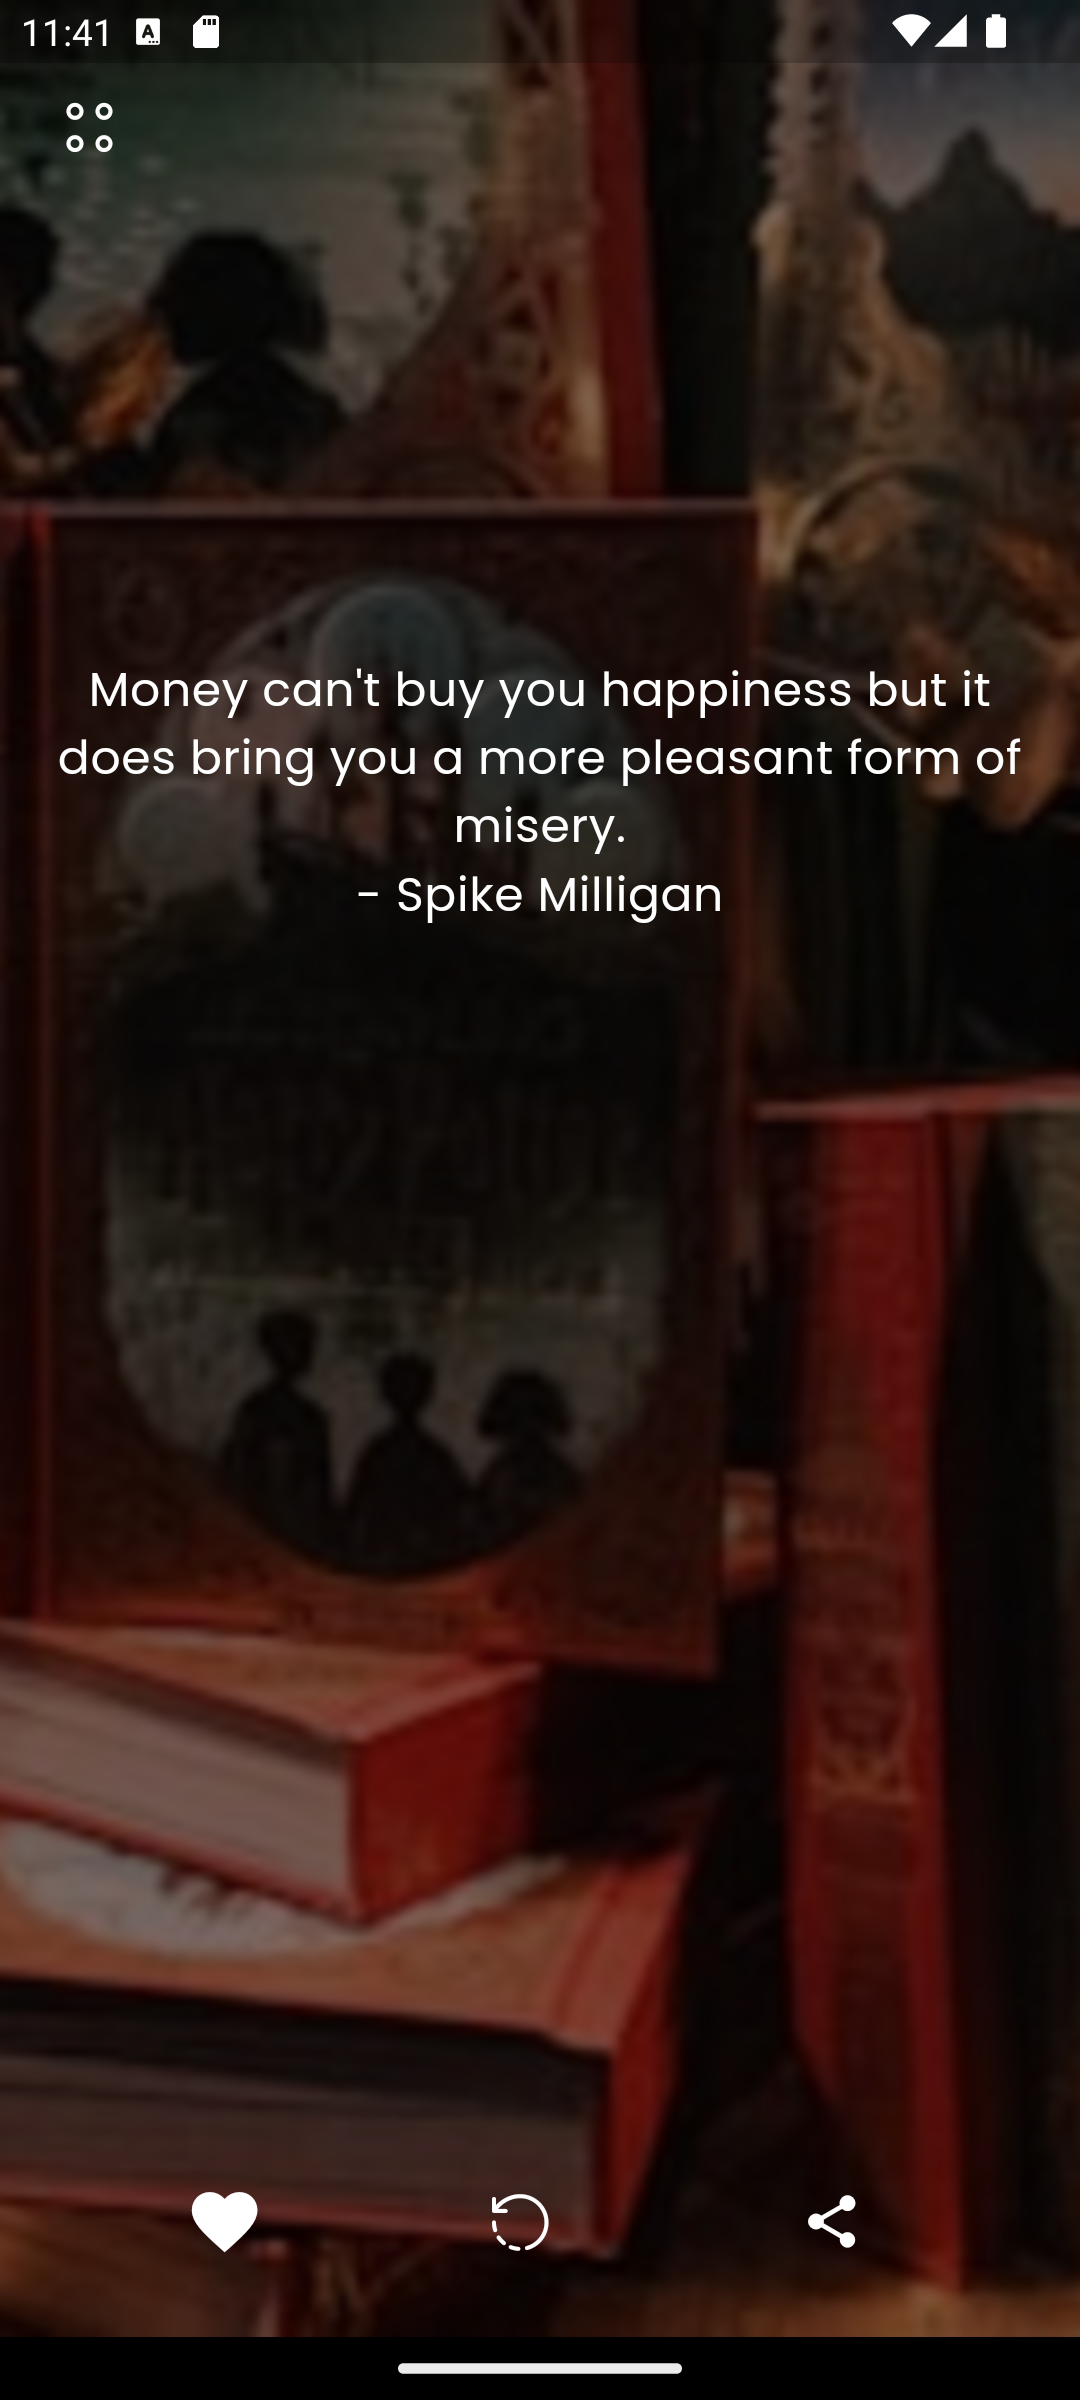 11:41
Money can't buy you happiness but it
does bring you a more pleasant form of
misery.
- Spike Milligan